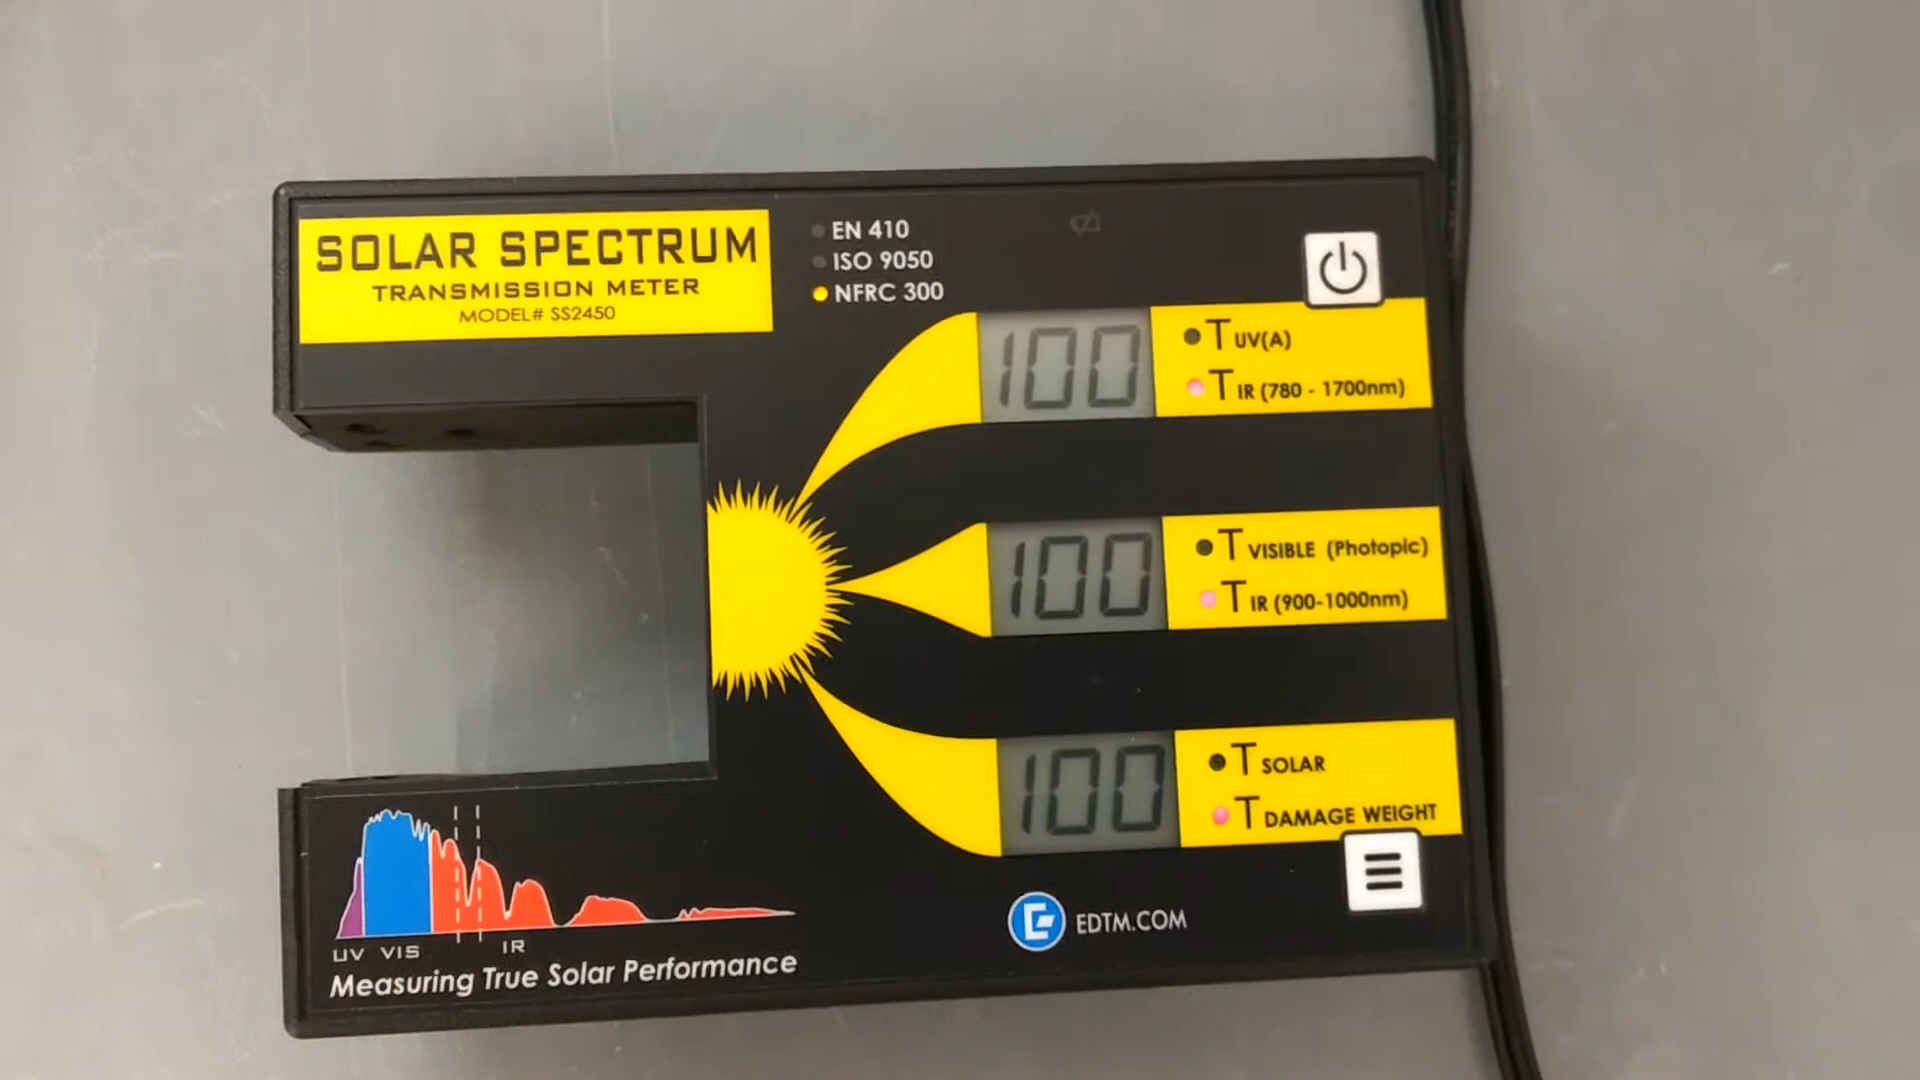 SOLAR SPECTRUM
TRANSMISSION METER
MODEL# SS2450
EN 410
ISO 9050
NFRC 300
100
T UV(A)
T IR (780 - 1700nm)
100
T VISIBLE (Photopic)
T IR (900-1000nm)
100
T SOLAR
T DAMAGE WEIGHT
UV VIS IR
Measuring True Solar Performance
EDTM.COM